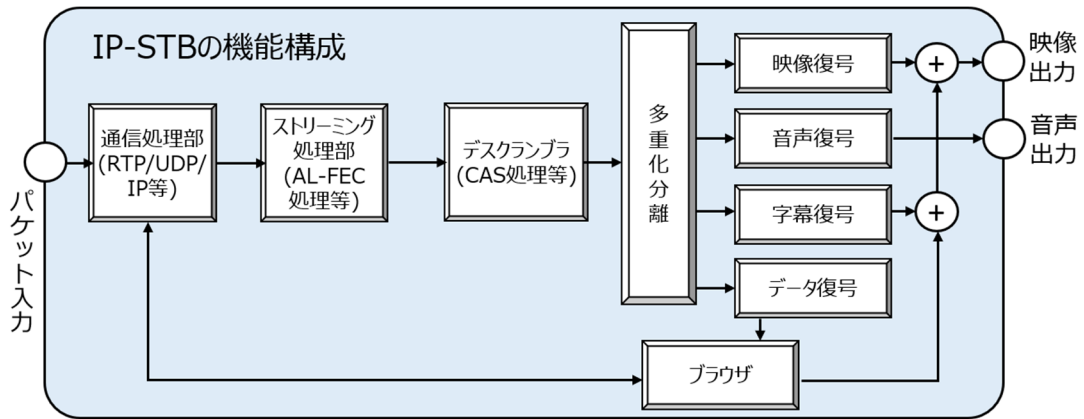 IP-STBの機能構成
パケット入力
通信処理部
(RTP/UDP/
IP等)
ストリーミング
処理部
(AL-FEC
処理等)
デスクランブラ
(CAS処理等)
多重化分離
映像復号
音声復号
字幕復号
データ復号
ブラウザ
+
+
映像
出力
音声
出力